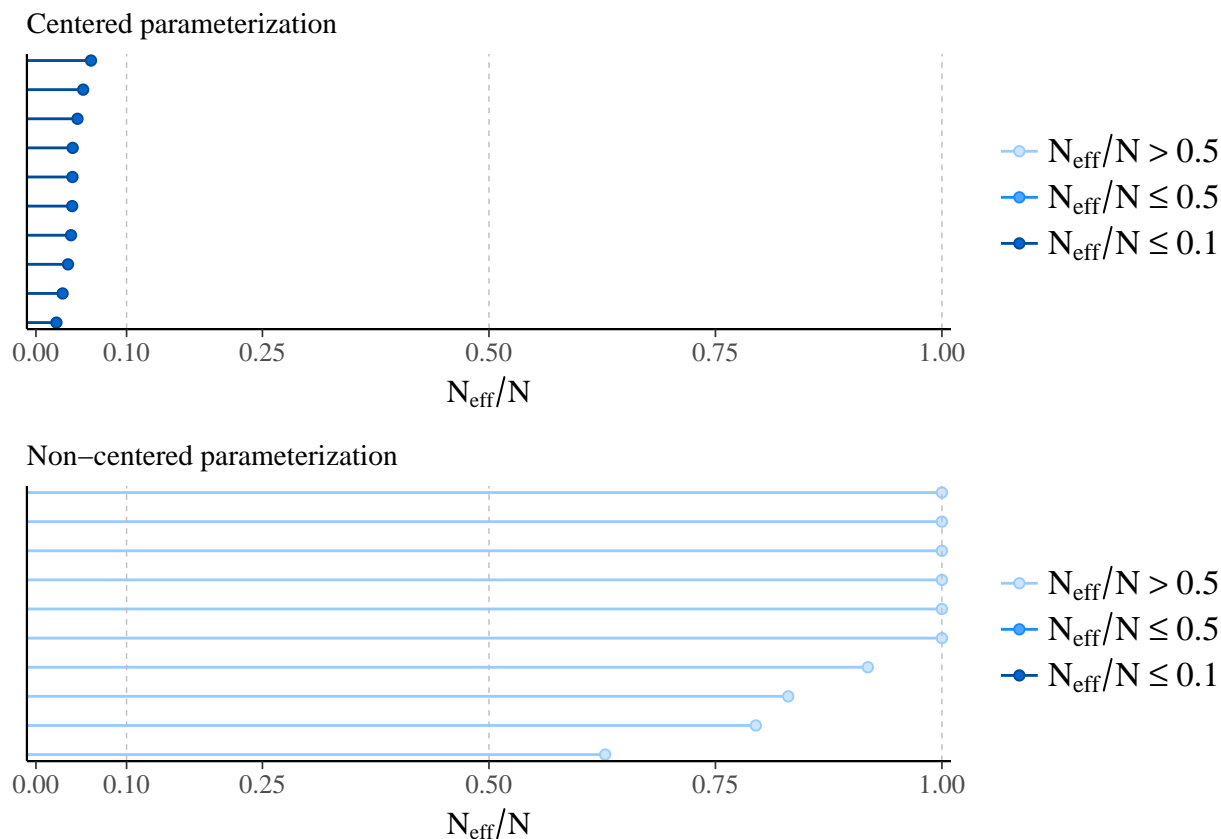 Centered parameterization
Neff/N > 0.5
Neff/N ≤ 0.5
Neff/N ≤ 0.1
0.00 0.10 0.25 0.50 0.75 1.00
Neff/N
Non−centered parameterization
Neff/N > 0.5
Neff/N ≤ 0.5
Neff/N ≤ 0.1
0.00 0.10 0.25 0.50 0.75 1.00
Neff/N